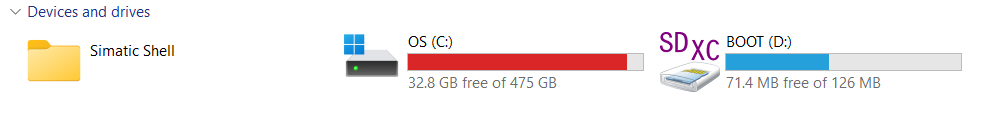 Devices and drives
Simatic Shell
OS (C:)
32.8 GB free of 475 GB
SDXC
BOOT (D:)
71.4 MB free of 126 MB